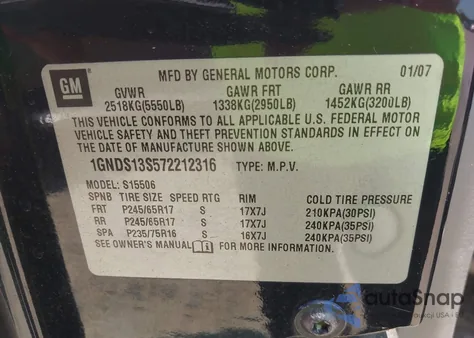 GM
MFD BY GENERAL MOTORS CORP. 01/07
GVWR GAWR FRT GAWR RR
2518KG(5550LB) 1338KG(2950LB) 1452KG(3200LB)
THIS VEHICLE CONFORMS TO ALL APPLICABLE U.S. FEDERAL MOTOR
VEHICLE SAFETY AND THEFT PREVENTION STANDARDS IN EFFECT ON
THE DATE OF MANUFACTURE SHOWN ABOVE.
1GNDS13S572212316 TYPE: M.P.V.
MODEL: S15506
SPNB TIRE SIZE SPEED RTG RIM COLD TIRE PRESSURE
FRT P245/65R17 S 17X7J 210KPA(30PSI)
RR P245/65R17 S 17X7J 240KPA(35PSI)
SPA P235/75R16 S 16X7J 240KPA(35PSI)
SEE OWNER'S MANUAL FOR MORE INFORMATION.
autoSnap